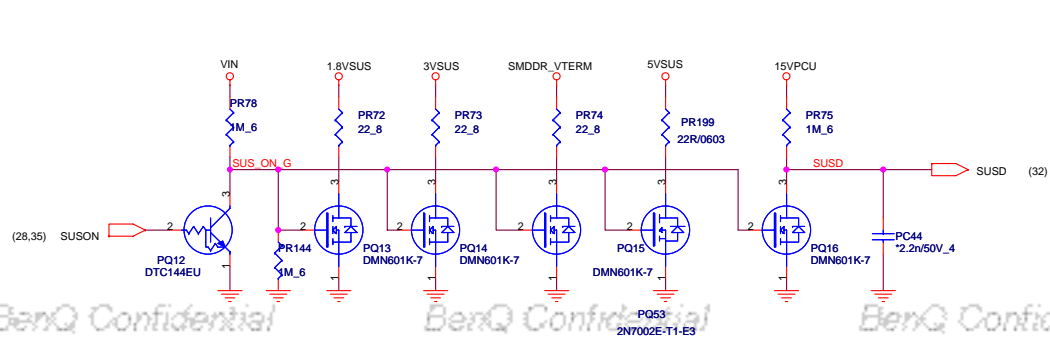 VIN 1.8VSUS 3VSUS SMDDR_VTERM 5VSUS 15VPCU
PR78 1M_6
PR72 22_8
PR73 22_8
PR74 22_8
PR199 22R/0603
PR75 1M_6
SUS_ON_G
SUSD
SUSD (32)
3 3 3 3 3 3
(28,35) SUSON
2 2 2 2 2 2
PR144 1M_6
PQ12 DTC144EU
PQ13 DMN601K-7
PQ14 DMN601K-7
PQ15 DMN601K-7
PQ16 DMN601K-7
PC44 *2.2n/50V_4
1 1 1 1 1 1
BenQ Confidential BenQ Confidential BenQ Confid
PQ53
2N7002E-T1-E3